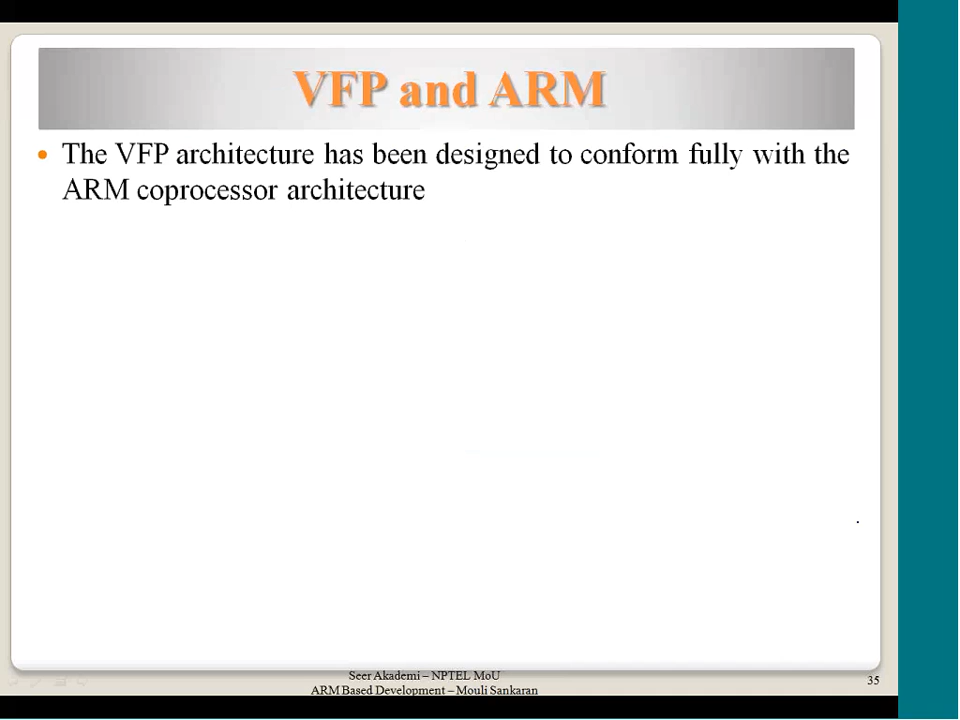 VFP and ARM
• The VFP architecture has been designed to conform fully with the
ARM coprocessor architecture
.
Seer Akademi – NPTEL MoU
ARM Based Development – Mouli Sankaran
35